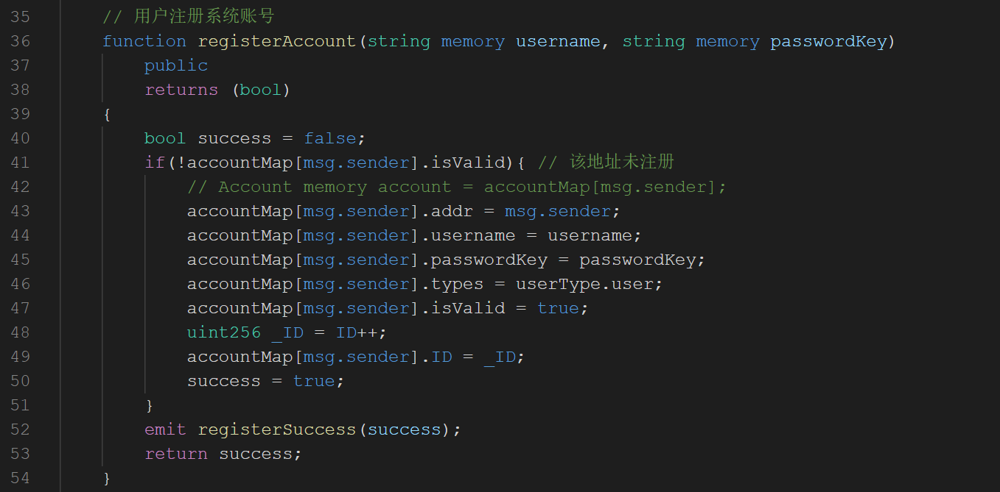 35 // 用户注册系统账号
36 function registerAccount(string memory username, string memory passwordKey)
37 public
38 returns (bool)
39 {
40 bool success = false;
41 if(!accountMap[msg.sender].isValid){ // 该地址未注册
42 // Account memory account = accountMap[msg.sender];
43 accountMap[msg.sender].addr = msg.sender;
44 accountMap[msg.sender].username = username;
45 accountMap[msg.sender].passwordKey = passwordKey;
46 accountMap[msg.sender].types = userType.user;
47 accountMap[msg.sender].isValid = true;
48 uint256 _ID = ID++;
49 accountMap[msg.sender].ID = _ID;
50 success = true;
51 }
52 emit registerSuccess(success);
53 return success;
54 }